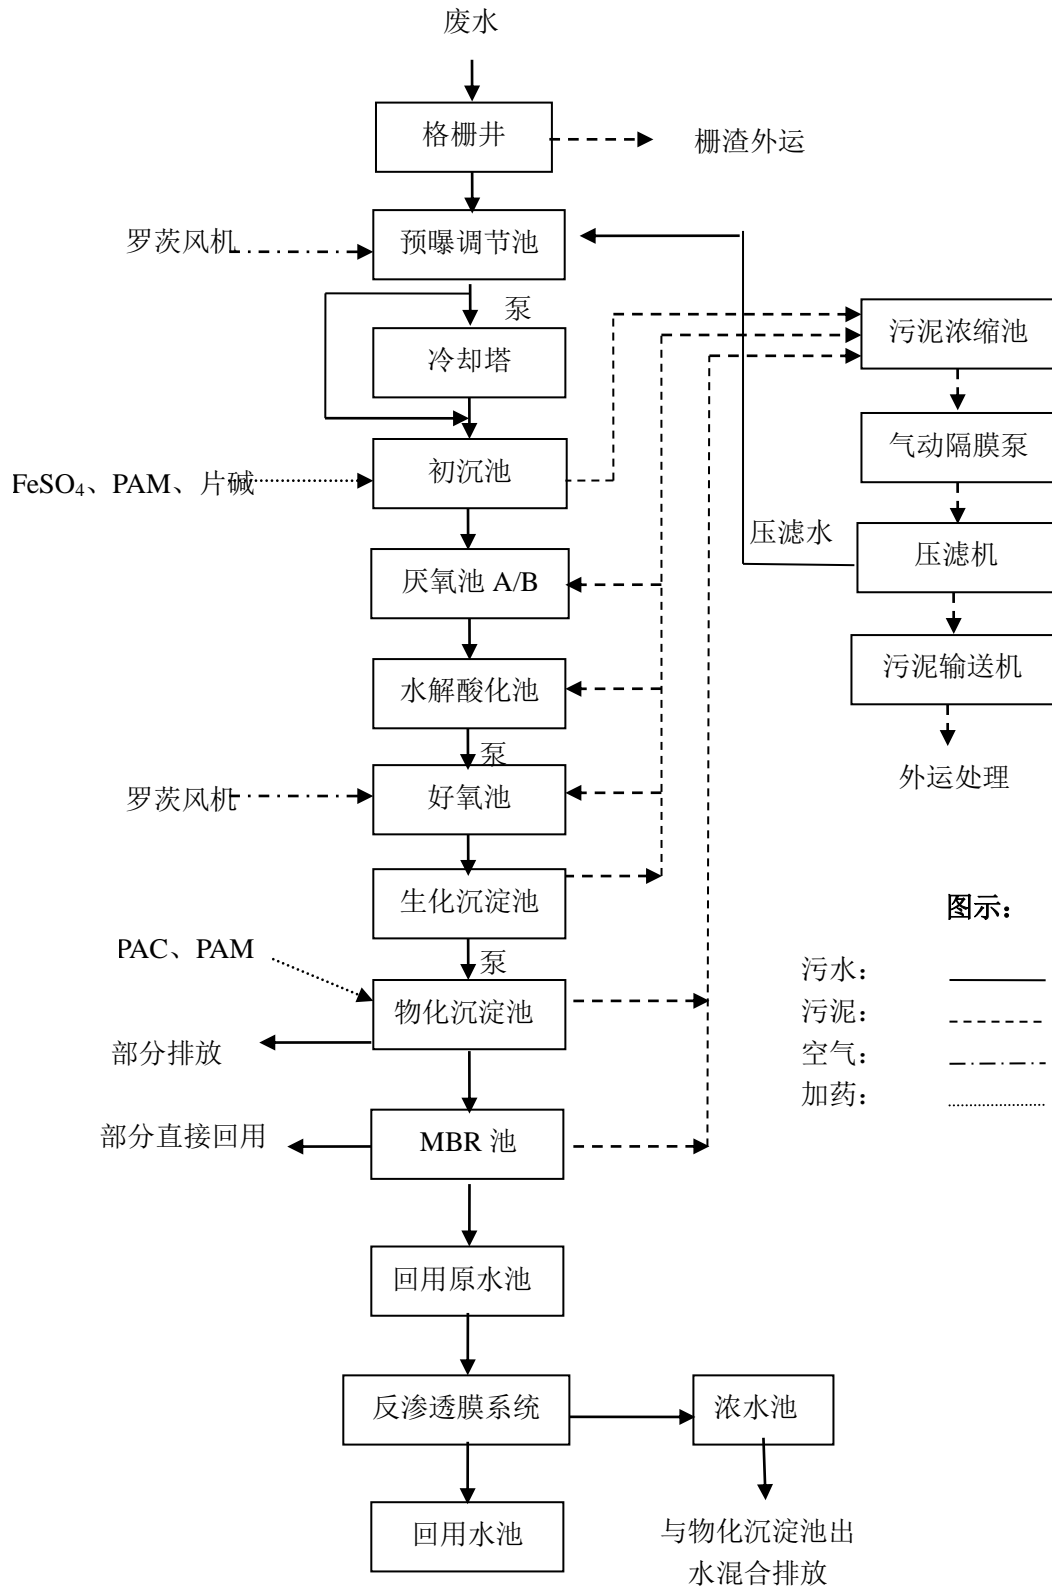 废水
格栅井
栅渣外运
罗茨风机
预曝调节池
泵
冷却塔
污泥浓缩池
气动隔膜泵
FeSO₄、PAM、片碱
初沉池
压滤水
压滤机
厌氧池 A/B
水解酸化池
污泥输送机
泵
罗茨风机
好氧池
外运处理
生化沉淀池
图示：
PAC、PAM
泵
污水：
物化沉淀池
污泥：
部分排放
空气：
加药：
部分直接回用
MBR 池
回用原水池
反渗透膜系统
浓水池
回用水池
与物化沉淀池出
水混合排放